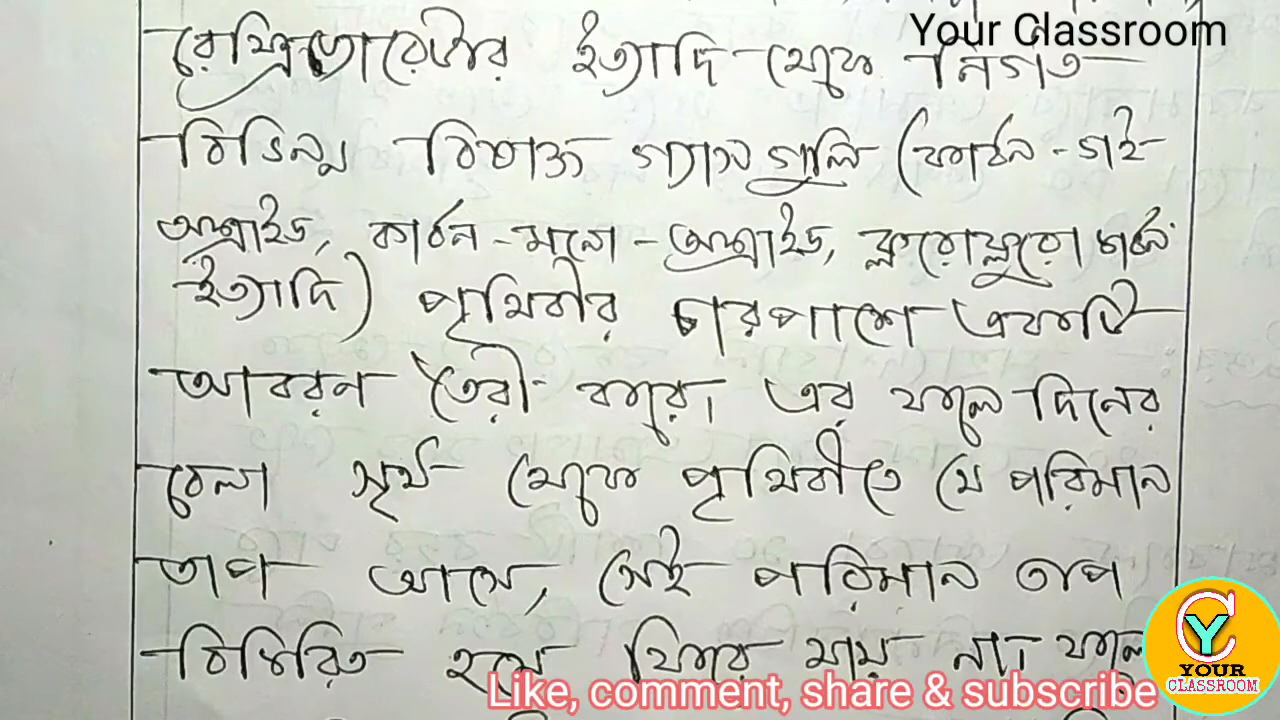 Your Classroom
রেফ্রিজারেটার ইত্যাদি থেকে নির্গত
বিভিন্ন বিষাক্ত গ্যাসগুলি (কার্বন-ডাই
অক্সাইড, কার্বন-মনো-অক্সাইড, ক্লুরোফ্লুরো কার্বন
ইত্যাদি) পৃথিবীর চারপাশে একটি
আবরন তৈরী করে। এর ফলে দিনের
বেলা সূর্য থেকে পৃথিবীতে যে পরিমান
তাপ আসে, সেই পরিমান তাপ
বিকিরিত হয়ে ফিরে যায় না। ফলে
Like, comment, share & subscribe
CY
YOUR
CLASSROOM